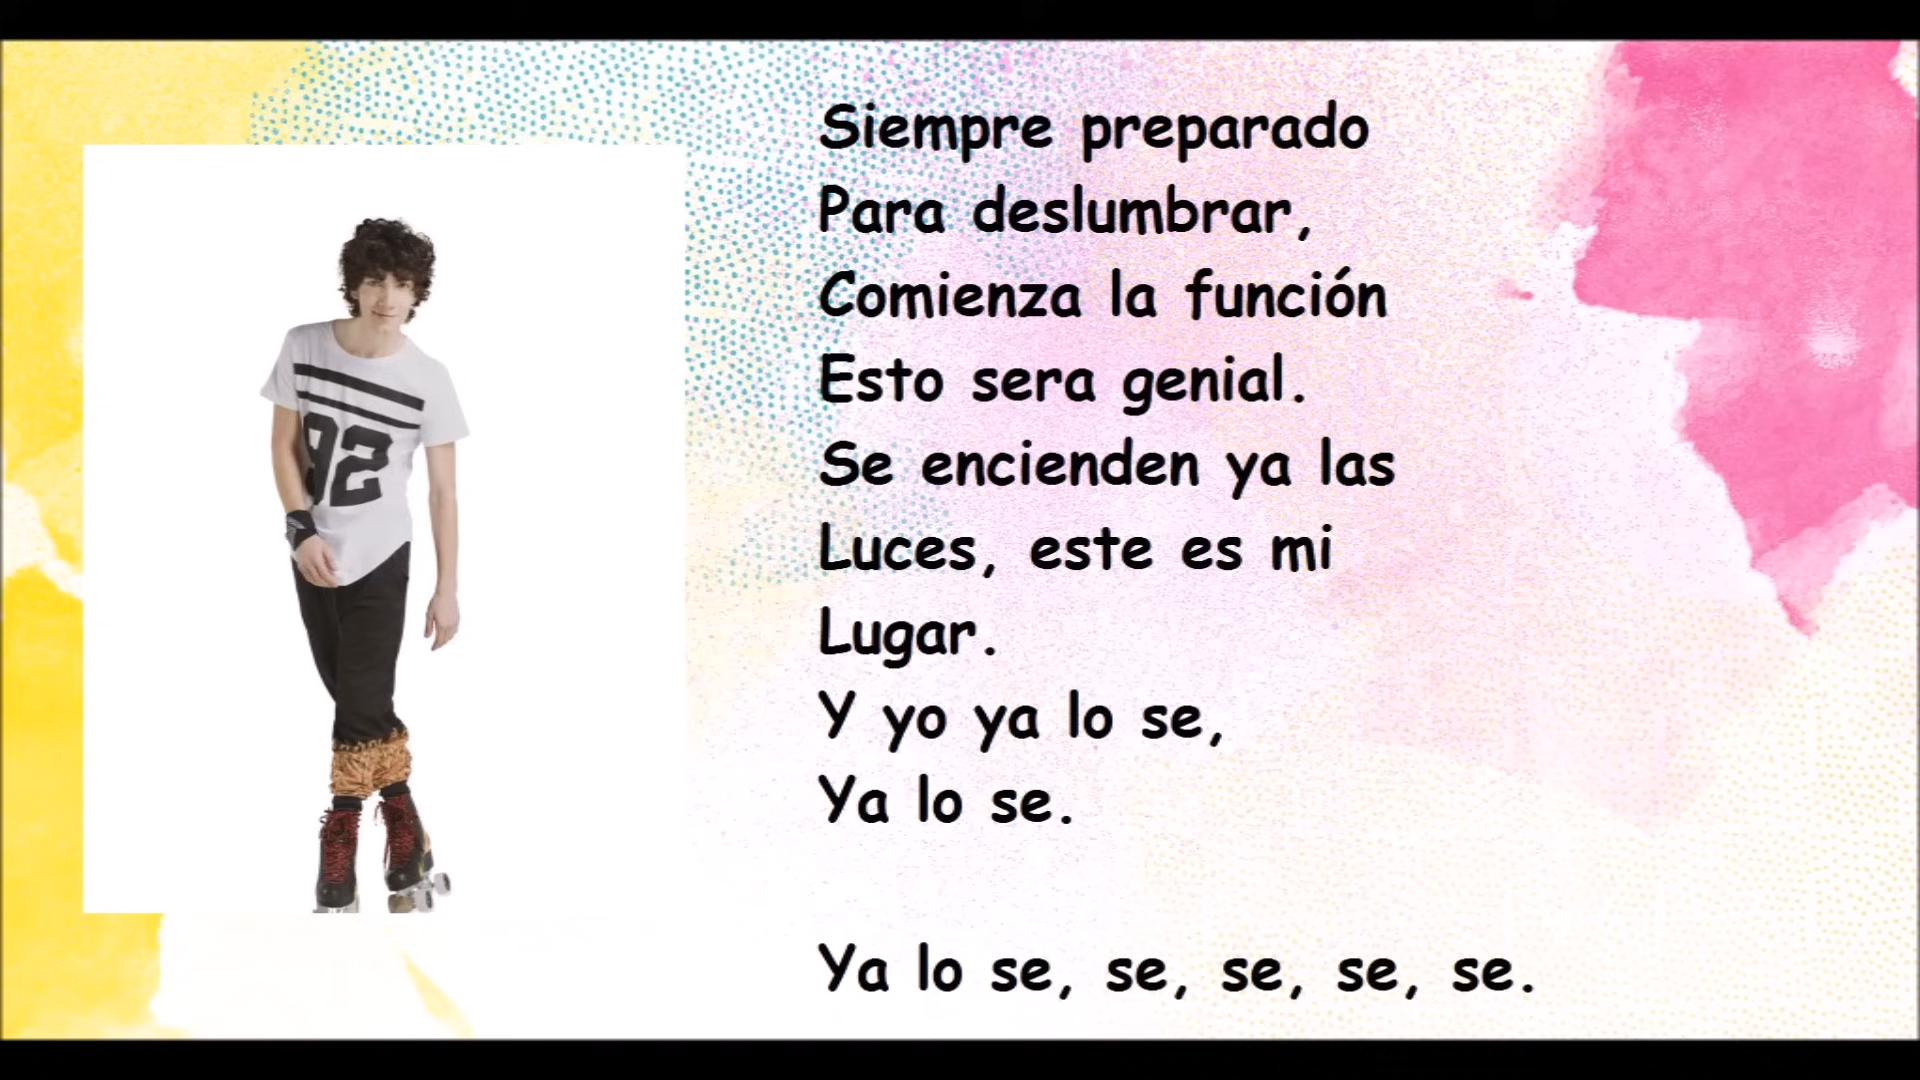 92
Siempre preparado
Para deslumbrar,
Comienza la función
Esto sera genial.
Se encienden ya las
Luces, este es mi
Lugar.
Y yo ya lo se,
Ya lo se.
Ya lo se, se, se, se, se.